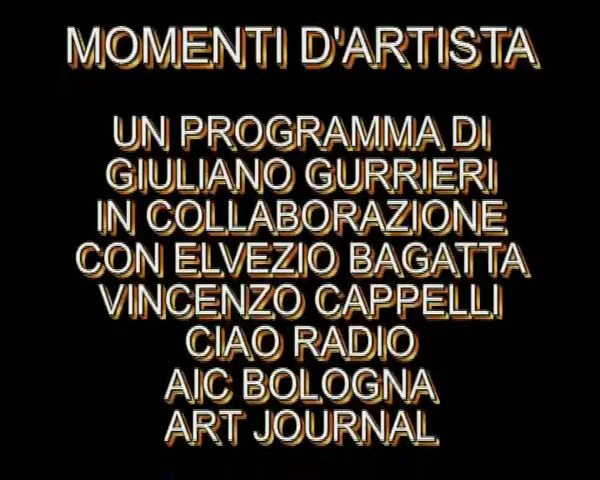 MOMENTI D'ARTISTA
UN PROGRAMMA DI
GIULIANO GURRIERI
IN COLLABORAZIONE
CON ELVEZIO BAGATTA
VINCENZO CAPPELLI
CIAO RADIO
AIC BOLOGNA
ART JOURNAL